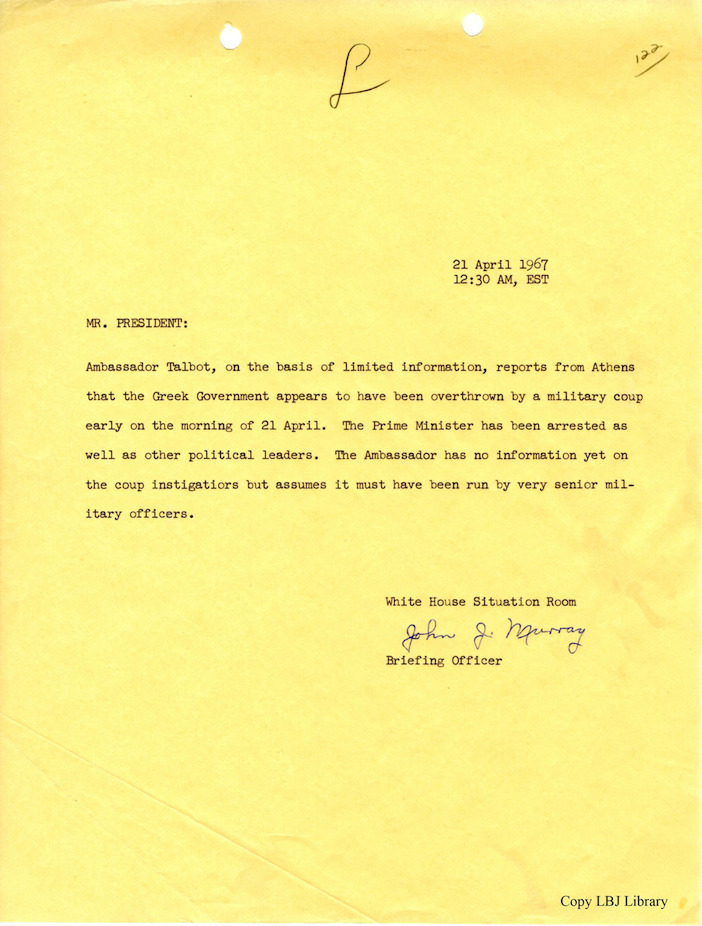 L
122
21 April 1967
12:30 AM, EST
MR. PRESIDENT:
Ambassador Talbot, on the basis of limited information, reports from Athens
that the Greek Government appears to have been overthrown by a military coup
early on the morning of 21 April.  The Prime Minister has been arrested as
well as other political leaders.  The Ambassador has no information yet on
the coup instigatiors but assumes it must have been run by very senior mil-
itary officers.
White House Situation Room
John J. Murray
Briefing Officer
Copy LBJ Library